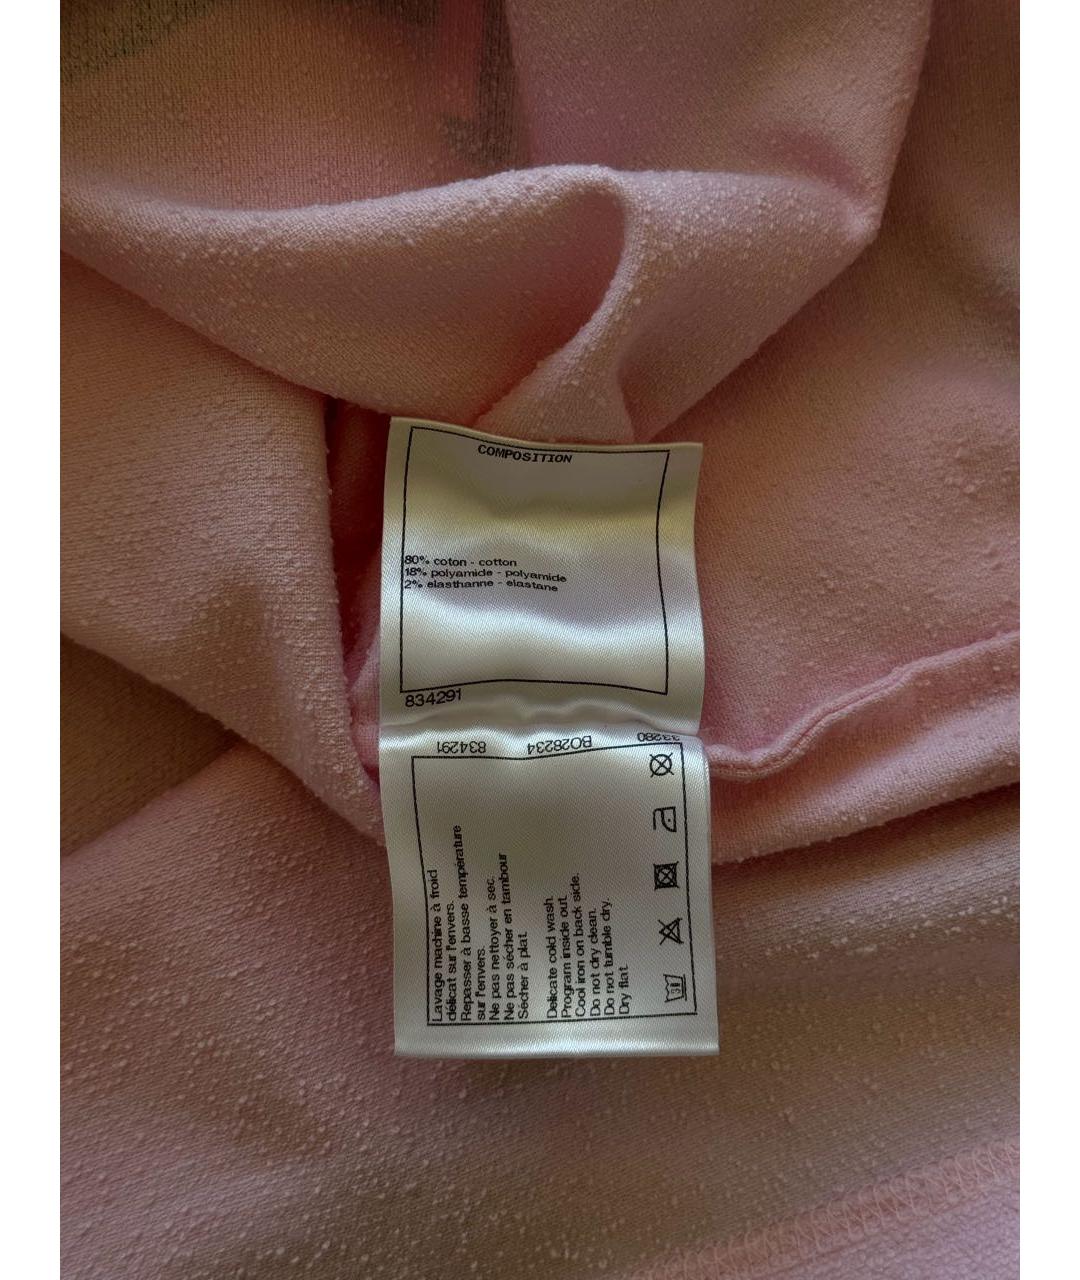 COMPOSITION
80% coton - cotton
18% polyamide - polyamide
2% elasthanne - elastane
834291
834291 BO28234 33280
Lavage machine à froid
délicat sur l'envers.
Repasser à basse température
sur l'envers.
Ne pas nettoyer à sec.
Ne pas sécher en tambour
Sécher à plat.
Delicate cold wash.
Program inside out.
Cool iron on back side.
Do not dry clean.
Do not tumble dry.
Dry flat.